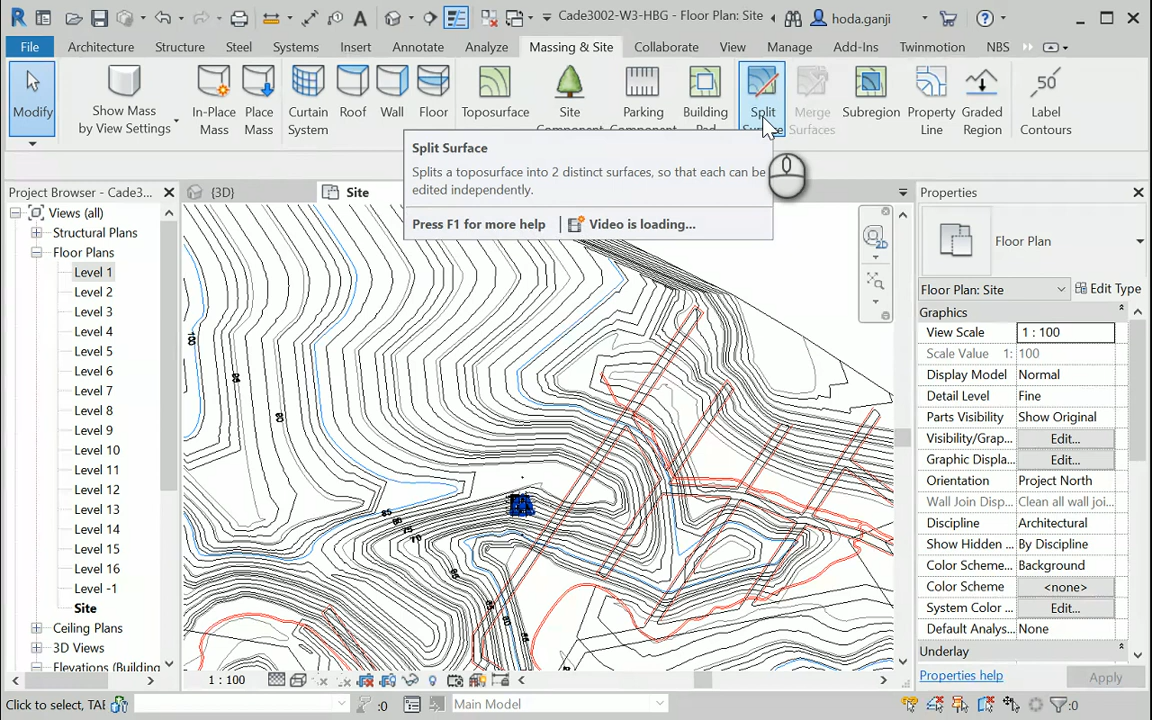 Cade3002-W3-HBG - Floor Plan: Site
hoda.ganji
File Architecture Structure Steel Systems Insert Annotate Analyze Massing & Site Collaborate View Manage Add-Ins Twinmotion NBS
Modify
Show Mass
by View Settings
In-Place
Mass
Place
Mass
Curtain
System
Roof
Wall
Floor
Toposurface
Site
Component
Parking
Component
Building
Pad
Split
Surface
Merge
Surfaces
Subregion
Property
Line
Graded
Region
50
Label
Contours
Split Surface
Splits a toposurface into 2 distinct surfaces, so that each can be
edited independently.
Press F1 for more help
Video is loading...
Project Browser - Cade3...
{3D}
Site
Views (all)
Structural Plans
Floor Plans
Level 1
Level 2
Level 3
Level 4
Level 5
Level 6
Level 7
Level 8
Level 9
Level 10
Level 11
Level 12
Level 13
Level 14
Level 15
Level 16
Level -1
Site
Ceiling Plans
3D Views
Elevations (Building
100
2D
Properties
Floor Plan
Floor Plan: Site
Edit Type
Graphics
View Scale 1 : 100
Scale Value 1: 100
Display Model Normal
Detail Level Fine
Parts Visibility Show Original
Visibility/Grap... Edit...
Graphic Displa... Edit...
Orientation Project North
Wall Join Disp... Clean all wall joi...
Discipline Architectural
Show Hidden ... By Discipline
Color Scheme... Background
Color Scheme <none>
System Color ... Edit...
Default Analys... None
Underlay
Properties help
Apply
1 : 100
Click to select, TAE
:0
Main Model
:0